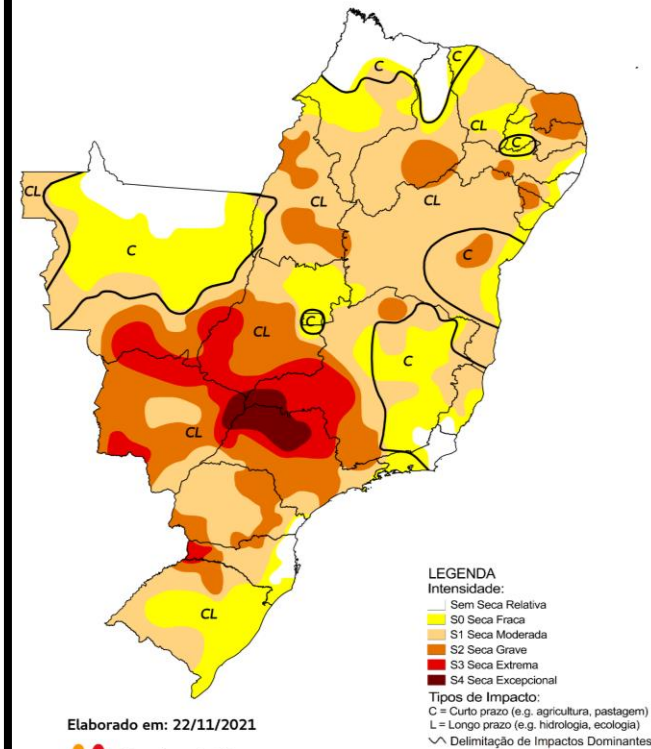 C
C
CL
C
CL
CL
CL
C
C
CL
C
CL
CL
LEGENDA
Intensidade:
Sem Seca Relativa
S0 Seca Fraca
S1 Seca Moderada
S2 Seca Grave
S3 Seca Extrema
S4 Seca Excepcional
Tipos de Impacto:
C = Curto prazo (e.g. agricultura, pastagem)
L = Longo prazo (e.g. hidrologia, ecologia)
Delimitação de Impactos Dominantes
Elaborado em: 22/11/2021